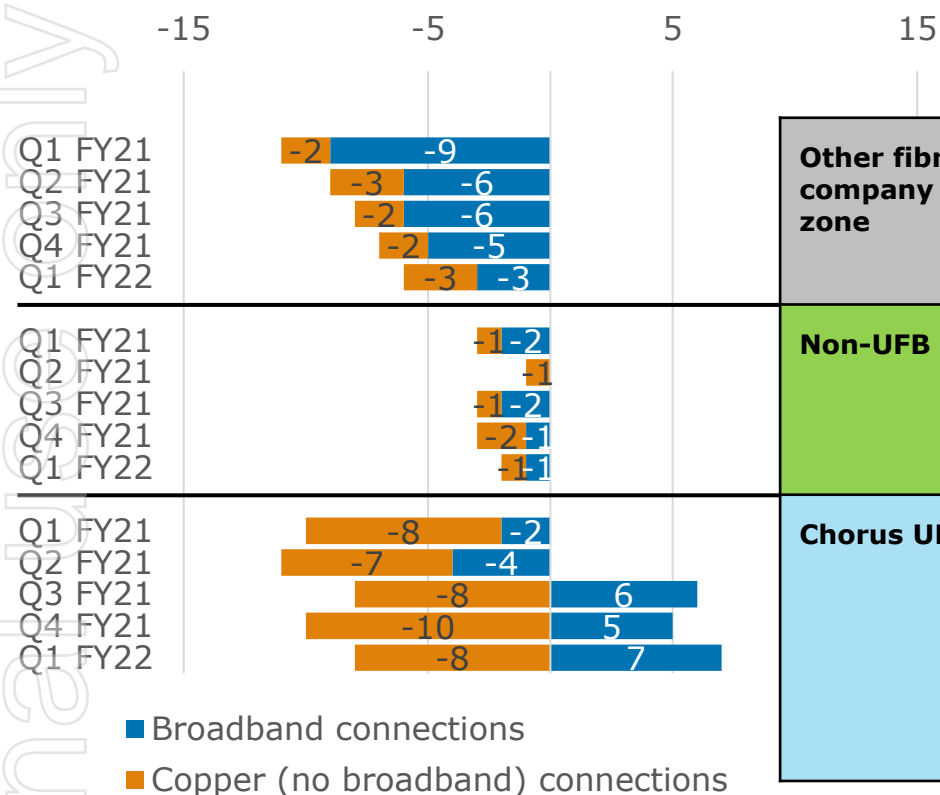 -15 -5 5 15
Q1 FY21 -2 -9
Q2 FY21 -3 -6
Q3 FY21 -2 -6
Q4 FY21 -2 -5
Q1 FY22 -3 -3
Other fibr
company
zone
Q1 FY21 -1 -2
Q2 FY21 -1
Q3 FY21 -1 -2
Q4 FY21 -2 -1
Q1 FY22 -1 -1
Non-UFB
Q1 FY21 -8 -2
Q2 FY21 -7 -4
Q3 FY21 -8 6
Q4 FY21 -10 5
Q1 FY22 -8 7
Chorus U
Broadband connections
Copper (no broadband) connections
nal use only